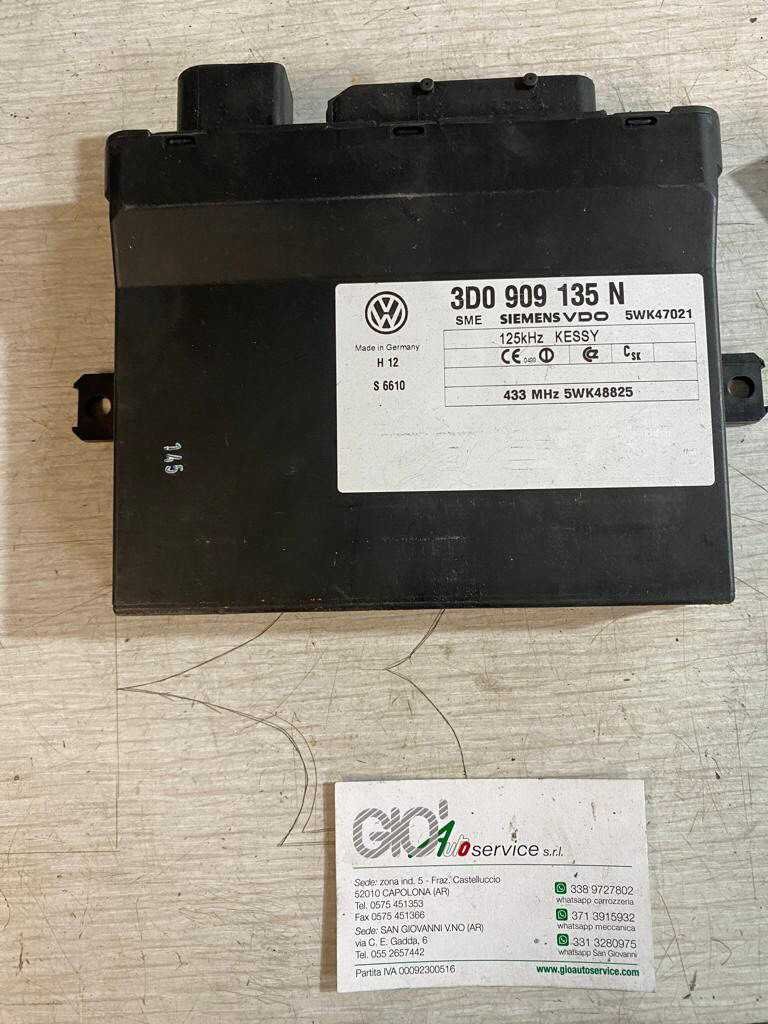 3D0 909 135 N
SME SIEMENS VDO 5WK47021
Made in Germany
125kHz KESSY
H 12
CE 0499 CSK
S 6610
433 MHz 5WK48825
145
GIO' Auto service s.r.l.
Sede: zona ind. 5 - Fraz. Castelluccio
52010 CAPOLONA (AR)
Tel. 0575 451353
Fax 0575 451366
Sede: SAN GIOVANNI V.NO (AR)
via C. E. Gadda, 6
Tel. 055 2657442
Partita IVA 00092300516
338 9727802
whatsapp carrozzeria
371 3915932
whatsapp meccanica
331 3280975
whatsapp San Giovanni
www.gioautoservice.com